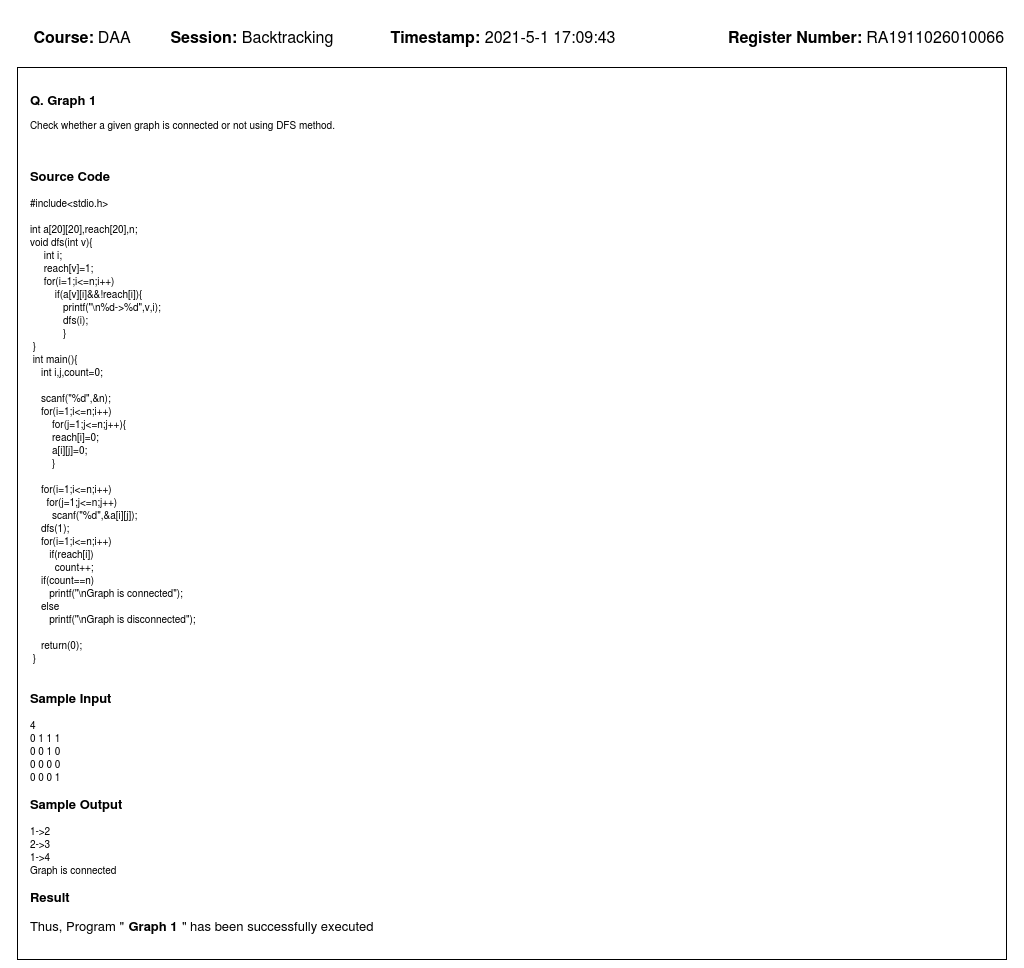 Course: DAA Session: Backtracking Timestamp: 2021-5-1 17:09:43 Register Number: RA1911026010066
Q. Graph 1
Check whether a given graph is connected or not using DFS method.
Source Code
#include<stdio.h>
int a[20][20],reach[20],n;
void dfs(int v){
int i;
reach[v]=1;
for(i=1;i<=n;i++)
if(a[v][i]&&!reach[i]){
printf("\n%d->%d",v,i);
dfs(i);
}
}
int main(){
int i,j,count=0;
scanf("%d",&n);
for(i=1;i<=n;i++)
for(j=1;j<=n;j++){
reach[i]=0;
a[i][j]=0;
}
for(i=1;i<=n;i++)
for(j=1;j<=n;j++)
scanf("%d",&a[i][j]);
dfs(1);
for(i=1;i<=n;i++)
if(reach[i])
count++;
if(count==n)
printf("\nGraph is connected");
else
printf("\nGraph is disconnected");
return(0);
}
Sample Input
4
0 1 1 1
0 0 1 0
0 0 0 0
0 0 0 1
Sample Output
1->2
2->3
1->4
Graph is connected
Result
Thus, Program " Graph 1 " has been successfully executed